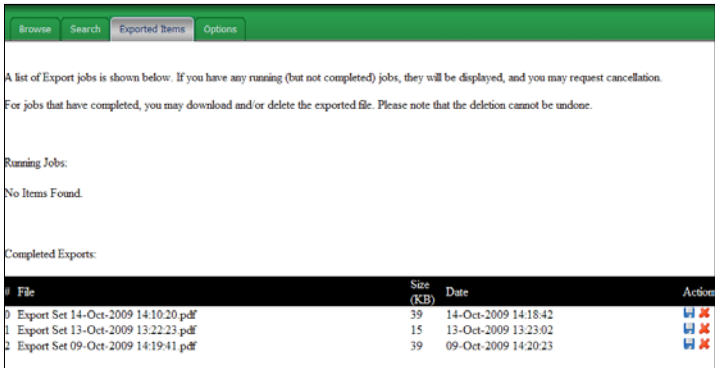 Browse Search Exported Items Options
A list of Export jobs is shown below. If you have any running (but not completed) jobs, they will be displayed, and you may request cancellation.
For jobs that have completed, you may download and/or delete the exported file. Please note that the deletion cannot be undone.
Running Jobs:
No Items Found.
Completed Exports:
# File Size (KB) Date Action
0 Export Set 14-Oct-2009 14:10:20.pdf 39 14-Oct-2009 14:18:42
1 Export Set 13-Oct-2009 13:22:23.pdf 15 13-Oct-2009 13:23:02
2 Export Set 09-Oct-2009 14:19:41.pdf 39 09-Oct-2009 14:20:23